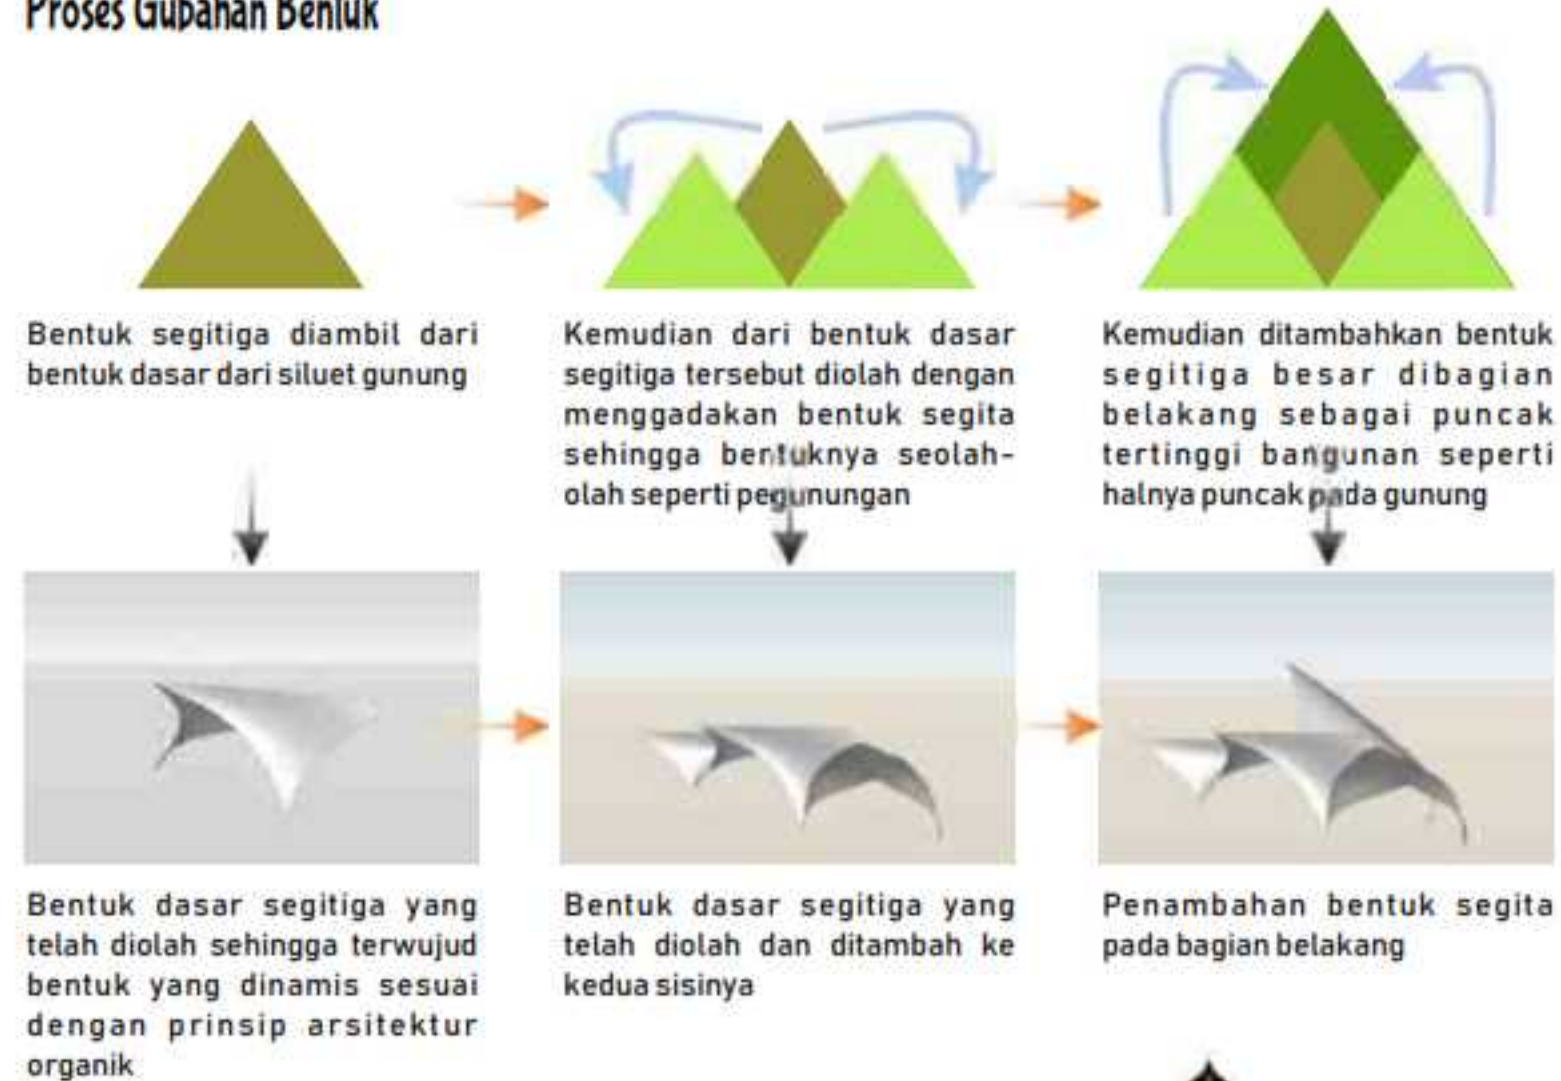 Proses Gubahan Bentuk
Bentuk segitiga diambil dari
bentuk dasar dari siluet gunung
Kemudian dari bentuk dasar
segitiga tersebut diolah dengan
menggadakan bentuk segita
sehingga bentuknya seolah-
olah seperti pegunungan
Kemudian ditambahkan bentuk
segitiga besar dibagian
belakang sebagai puncak
tertinggi bangunan seperti
halnya puncak pada gunung
Bentuk dasar segitiga yang
telah diolah sehingga terwujud
bentuk yang dinamis sesuai
dengan prinsip arsitektur
organik
Bentuk dasar segitiga yang
telah diolah dan ditambah ke
kedua sisinya
Penambahan bentuk segita
pada bagian belakang